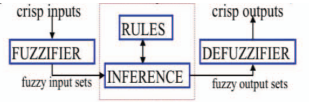 crisp inputs
crisp outputs
RULES
FUZZIFIER
DEFUZZIFIER
INFERENCE
fuzzy input sets
fuzzy output sets